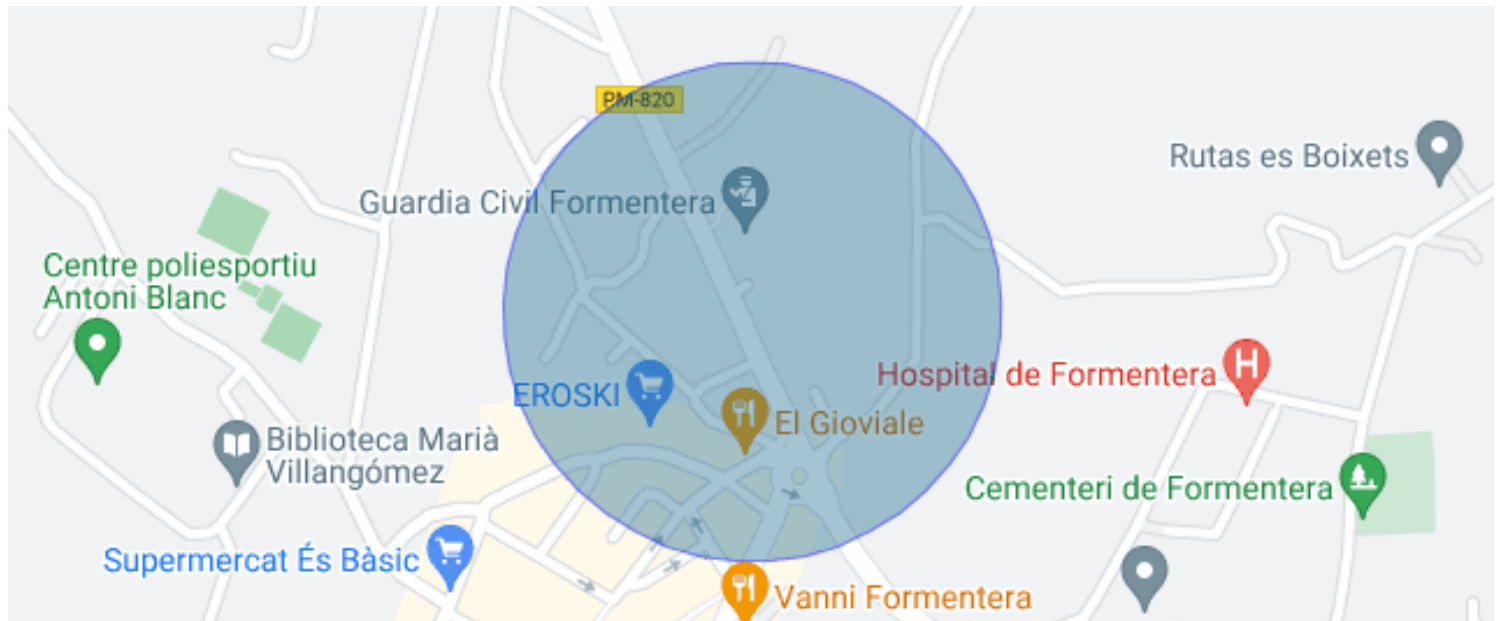 PM-820
Rutas es Boixets
Guardia Civil Formentera
Centre poliesportiu
Antoni Blanc
Hospital de Formentera
H
EROSKI
El Gioviale
Biblioteca Marià
Villangómez
Cementeri de Formentera
Supermercat És Bàsic
Vanni Formentera